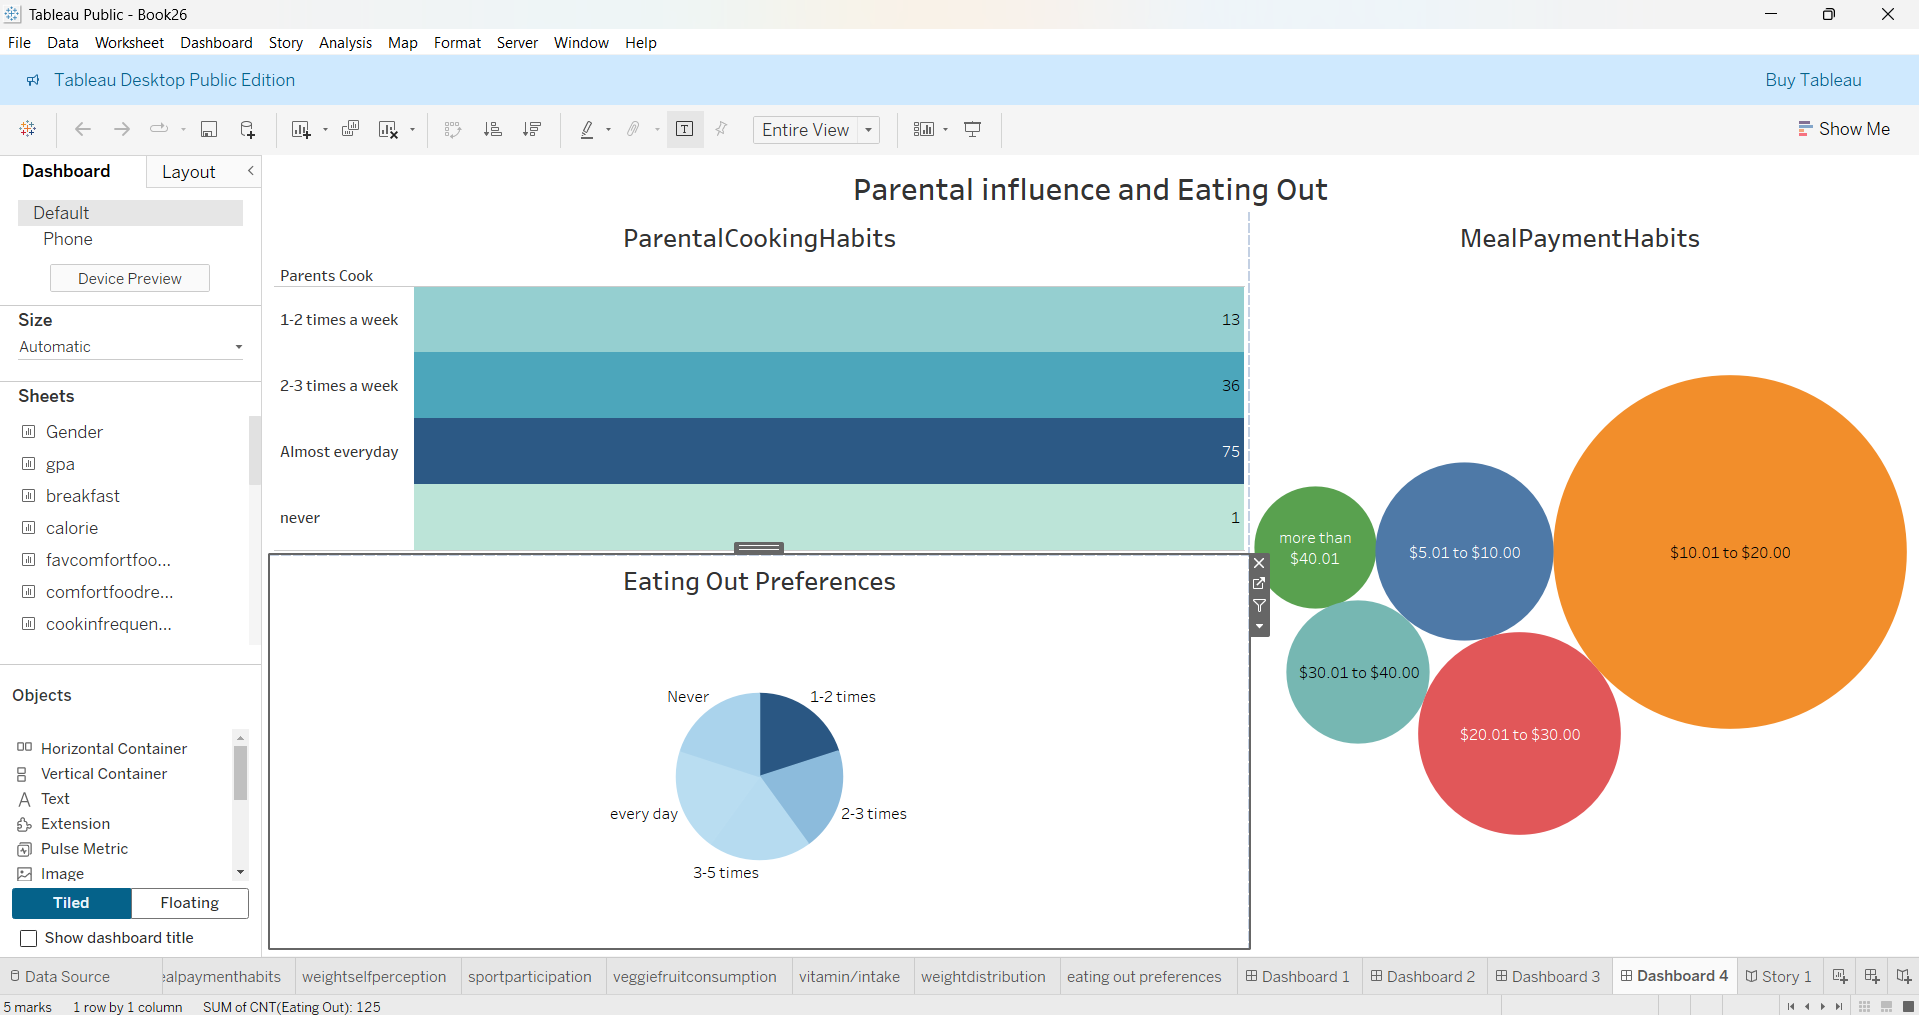 Tableau Public - Book26
File Data Worksheet Dashboard Story Analysis Map Format Server Window Help
Tableau Desktop Public Edition
Buy Tableau
Entire View
Show Me
Dashboard
Layout
Default
Phone
Device Preview
Size
Automatic
Sheets
Gender
gpa
breakfast
calorie
favcomfortfoo...
comfortfoodre...
cookinfrequen...
Objects
Horizontal Container
Vertical Container
Text
Extension
Pulse Metric
Image
Tiled
Floating
Show dashboard title
Parental influence and Eating Out
ParentalCookingHabits
Parents Cook
1-2 times a week 13
2-3 times a week 36
Almost everyday 75
never 1
Eating Out Preferences
Never
1-2 times
every day
2-3 times
3-5 times
MealPaymentHabits
more than
$40.01
$5.01 to $10.00
$10.01 to $20.00
$30.01 to $40.00
$20.01 to $30.00
Data Source ealpaymenthabits weightselfperception sportparticipation veggiefruitconsumption vitamin/intake weightdistribution eating out preferences Dashboard 1 Dashboard 2 Dashboard 3 Dashboard 4 Story 1
5 marks 1 row by 1 column SUM of CNT(Eating Out): 125